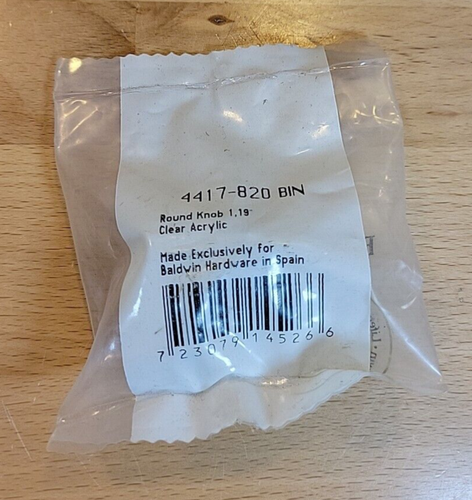 4417-820 BIN
Round Knob 1.19"
Clear Acrylic
Made Exclusively for
Baldwin Hardware in Spain
7 23079 14526 6